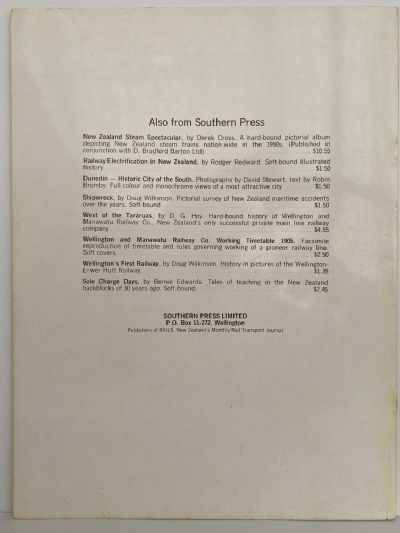 Also from Southern Press
New Zealand Steam Spectacular, by Derek Cross. A hard-bound pictorial album
depicting New Zealand steam trains nation-wide in the 1950s. (Published in
conjunction with D. Bradford Barton Ltd) $10.55
Railway Electrification in New Zealand, by Rodger Redward. Soft-bound illustrated
history $1.50
Dunedin — Historic City of the South. Photographs by David Stewart, text by Robin
Bromby. Full colour and monochrome views of a most attractive city $1.50
Shipwreck, by Doug Wilkinson. Pictorial survey of New Zealand maritime accidents
over the years. Soft-bound $1.50
West of the Tararuas, by D. G. Hoy. Hard-bound history of Wellington and
Manawatu Railway Co., New Zealand's only successful private main line railway
company $4.55
Wellington and Manawatu Railway Co. Working Timetable 1905. Facsimile
reproduction of timetable and rules governing working of a pioneer railway line.
Soft covers. $2.50
Wellington's First Railway, by Doug Wilkinson. History in pictures of the Wellington-
Lower Hutt Railway. $1.35
Sole Charge Days, by Bernie Edwards. Tales of teaching in the New Zealand
backblocks of 30 years ago. Soft-bound $2.45
SOUTHERN PRESS LIMITED
P.O. Box 11-272, Wellington
Publishers of RAILS, New Zealand's Monthly Rail Transport Journal